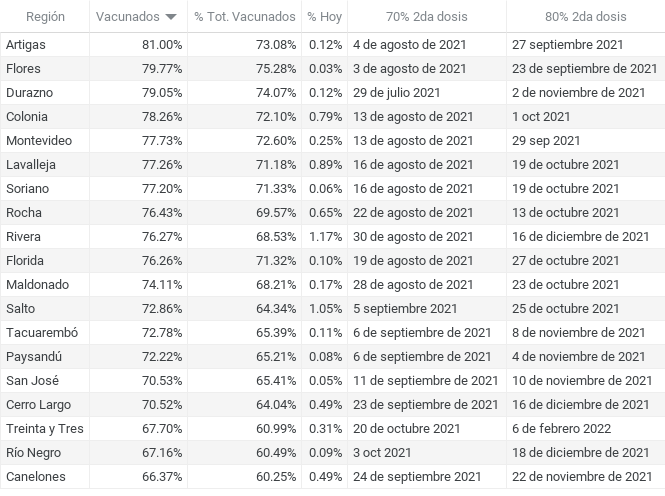 Región Vacunados % Tot. Vacunados % Hoy 70% 2da dosis 80% 2da dosis
Artigas 81.00% 73.08% 0.12% 4 de agosto de 2021 27 septiembre 2021
Flores 79.77% 75.28% 0.03% 3 de agosto de 2021 23 de septiembre de 2021
Durazno 79.05% 74.07% 0.12% 29 de julio 2021 2 de noviembre de 2021
Colonia 78.26% 72.10% 0.79% 13 de agosto de 2021 1 oct 2021
Montevideo 77.73% 72.60% 0.25% 13 de agosto de 2021 29 sep 2021
Lavalleja 77.26% 71.18% 0.89% 16 de agosto de 2021 19 de octubre 2021
Soriano 77.20% 71.33% 0.06% 16 de agosto de 2021 19 de octubre 2021
Rocha 76.43% 69.57% 0.65% 22 de agosto de 2021 13 de octubre 2021
Rivera 76.27% 68.53% 1.17% 30 de agosto de 2021 16 de diciembre de 2021
Florida 76.26% 71.32% 0.10% 19 de agosto de 2021 27 de octubre 2021
Maldonado 74.11% 68.21% 0.17% 28 de agosto de 2021 23 de octubre 2021
Salto 72.86% 64.34% 1.05% 5 septiembre 2021 25 de octubre 2021
Tacuarembó 72.78% 65.39% 0.11% 6 de septiembre de 2021 8 de noviembre de 2021
Paysandú 72.22% 65.21% 0.08% 6 de septiembre de 2021 4 de noviembre de 2021
San José 70.53% 65.41% 0.05% 11 de septiembre de 2021 10 de noviembre de 2021
Cerro Largo 70.52% 64.04% 0.49% 23 de septiembre de 2021 16 de diciembre de 2021
Treinta y Tres 67.70% 60.99% 0.31% 20 de octubre de 2021 6 de febrero 2022
Río Negro 67.16% 60.49% 0.09% 3 oct 2021 18 de diciembre de 2021
Canelones 66.37% 60.25% 0.49% 24 de septiembre 2021 22 de noviembre de 2021